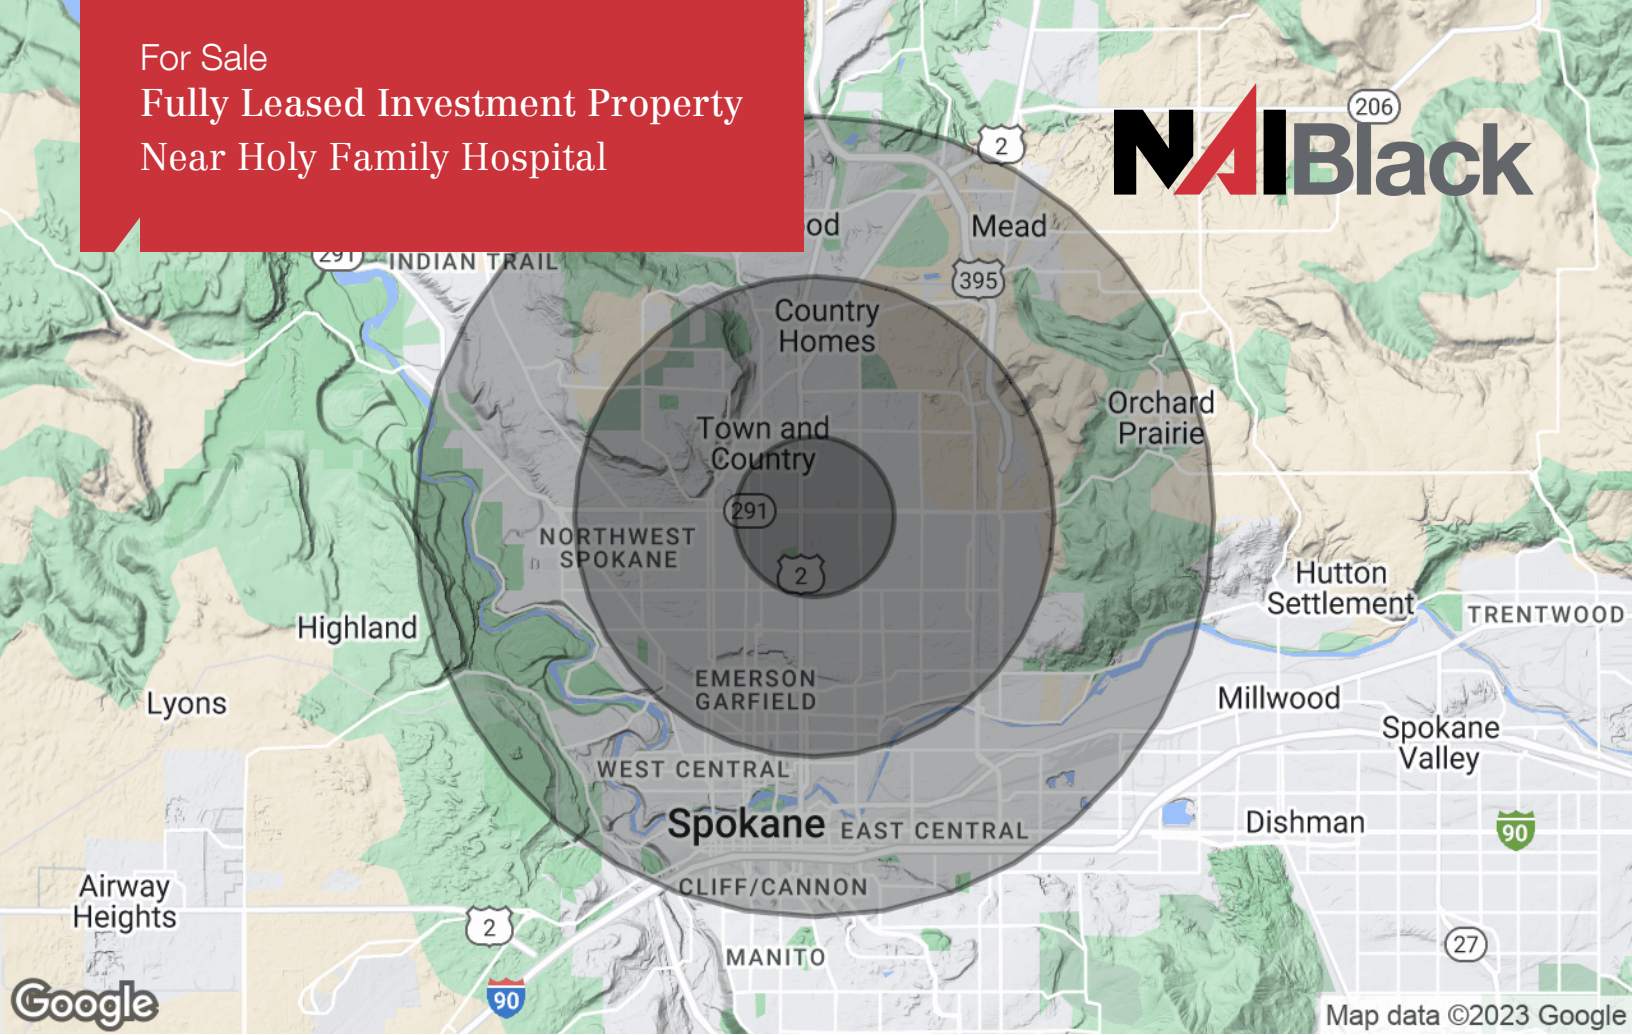 For Sale
Fully Leased Investment Property
Near Holy Family Hospital
NAIBlack
206
2
Mead
291
INDIAN TRAIL
395
Country
Homes
Orchard
Prairie
Town and
Country
291
NORTHWEST
SPOKANE
2
Hutton
Settlement
TRENTWOOD
Highland
EMERSON
GARFIELD
Lyons
Millwood
Spokane
Valley
WEST CENTRAL
Spokane
EAST CENTRAL
Dishman
90
CLIFF/CANNON
Airway
Heights
2
MANITO
27
90
Google
Map data ©2023 Google